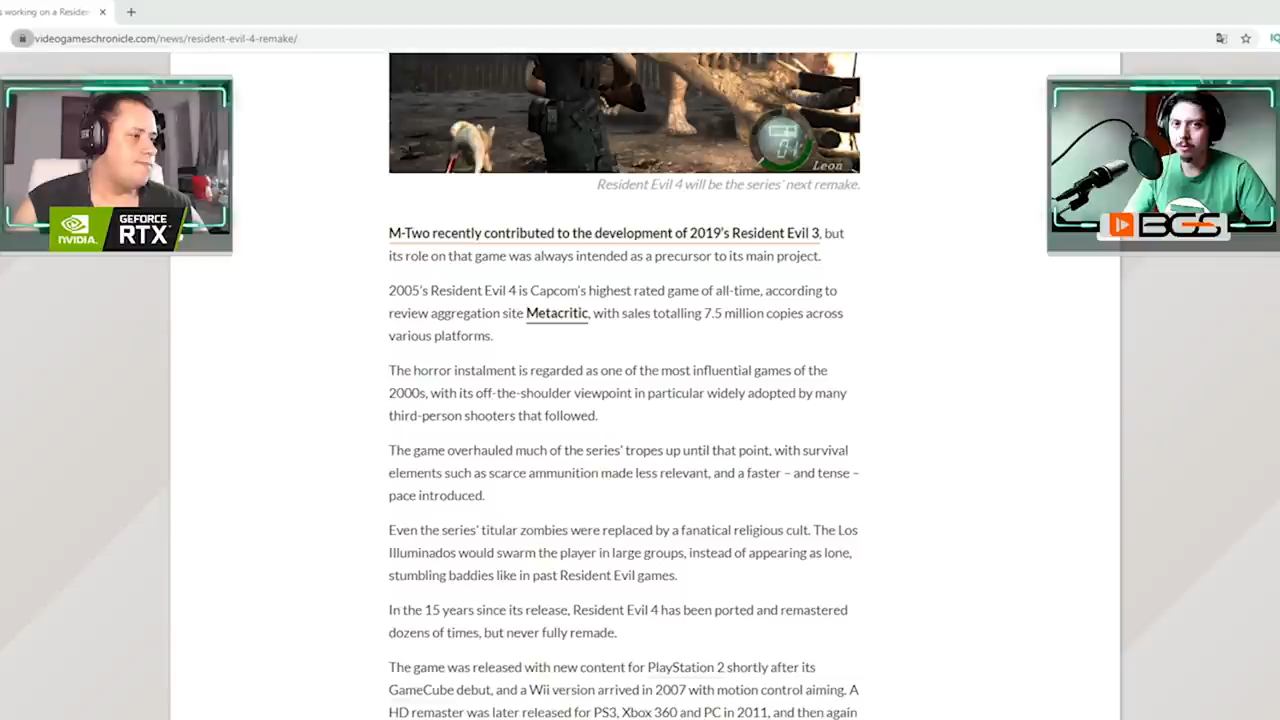 s working on a Residen
videogameschronicle.com/news/resident-evil-4-remake/
04
Leon
Resident Evil 4 will be the series' next remake.
NVIDIA.
GEFORCE
RTX
BGS
M-Two recently contributed to the development of 2019's Resident Evil 3, but
its role on that game was always intended as a precursor to its main project.
2005's Resident Evil 4 is Capcom's highest rated game of all-time, according to
review aggregation site Metacritic, with sales totalling 7.5 million copies across
various platforms.
The horror instalment is regarded as one of the most influential games of the
2000s, with its off-the-shoulder viewpoint in particular widely adopted by many
third-person shooters that followed.
The game overhauled much of the series' tropes up until that point, with survival
elements such as scarce ammunition made less relevant, and a faster – and tense –
pace introduced.
Even the series' titular zombies were replaced by a fanatical religious cult. The Los
Illuminados would swarm the player in large groups, instead of appearing as lone,
stumbling baddies like in past Resident Evil games.
In the 15 years since its release, Resident Evil 4 has been ported and remastered
dozens of times, but never fully remade.
The game was released with new content for PlayStation 2 shortly after its
GameCube debut, and a Wii version arrived in 2007 with motion control aiming. A
HD remaster was later released for PS3, Xbox 360 and PC in 2011, and then again